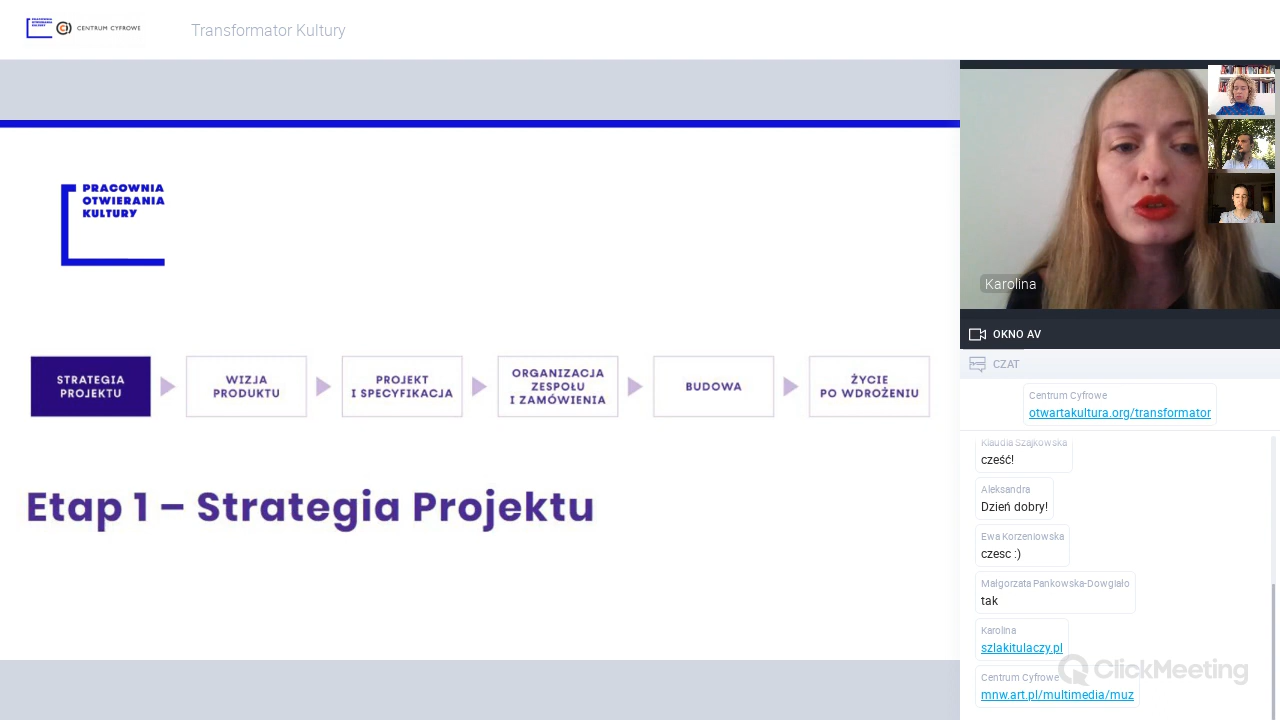 PRACOWNIA
OTWIERANIA
KULTURY
CENTRUM CYFROWE
Transformator Kultury
PRACOWNIA
OTWIERANIA
KULTURY
STRATEGIA
PROJEKTU
WIZJA
PRODUKTU
PROJEKT
I SPECYFIKACJA
ORGANIZACJA
ZESPOŁU
I ZAMÓWIENIA
BUDOWA
ŻYCIE
PO WDROŻENIU
Etap 1 – Strategia Projektu
Karolina
OKNO AV
CZAT
Centrum Cyfrowe
otwartakultura.org/transformator
Klaudia Szajkowska
cześć!
Aleksandra
Dzień dobry!
Ewa Korzeniowska
czesc :)
Małgorzata Pankowska-Dowgiało
tak
Karolina
szlakitulaczy.pl
Centrum Cyfrowe
mnw.art.pl/multimedia/muz
ClickMeeting